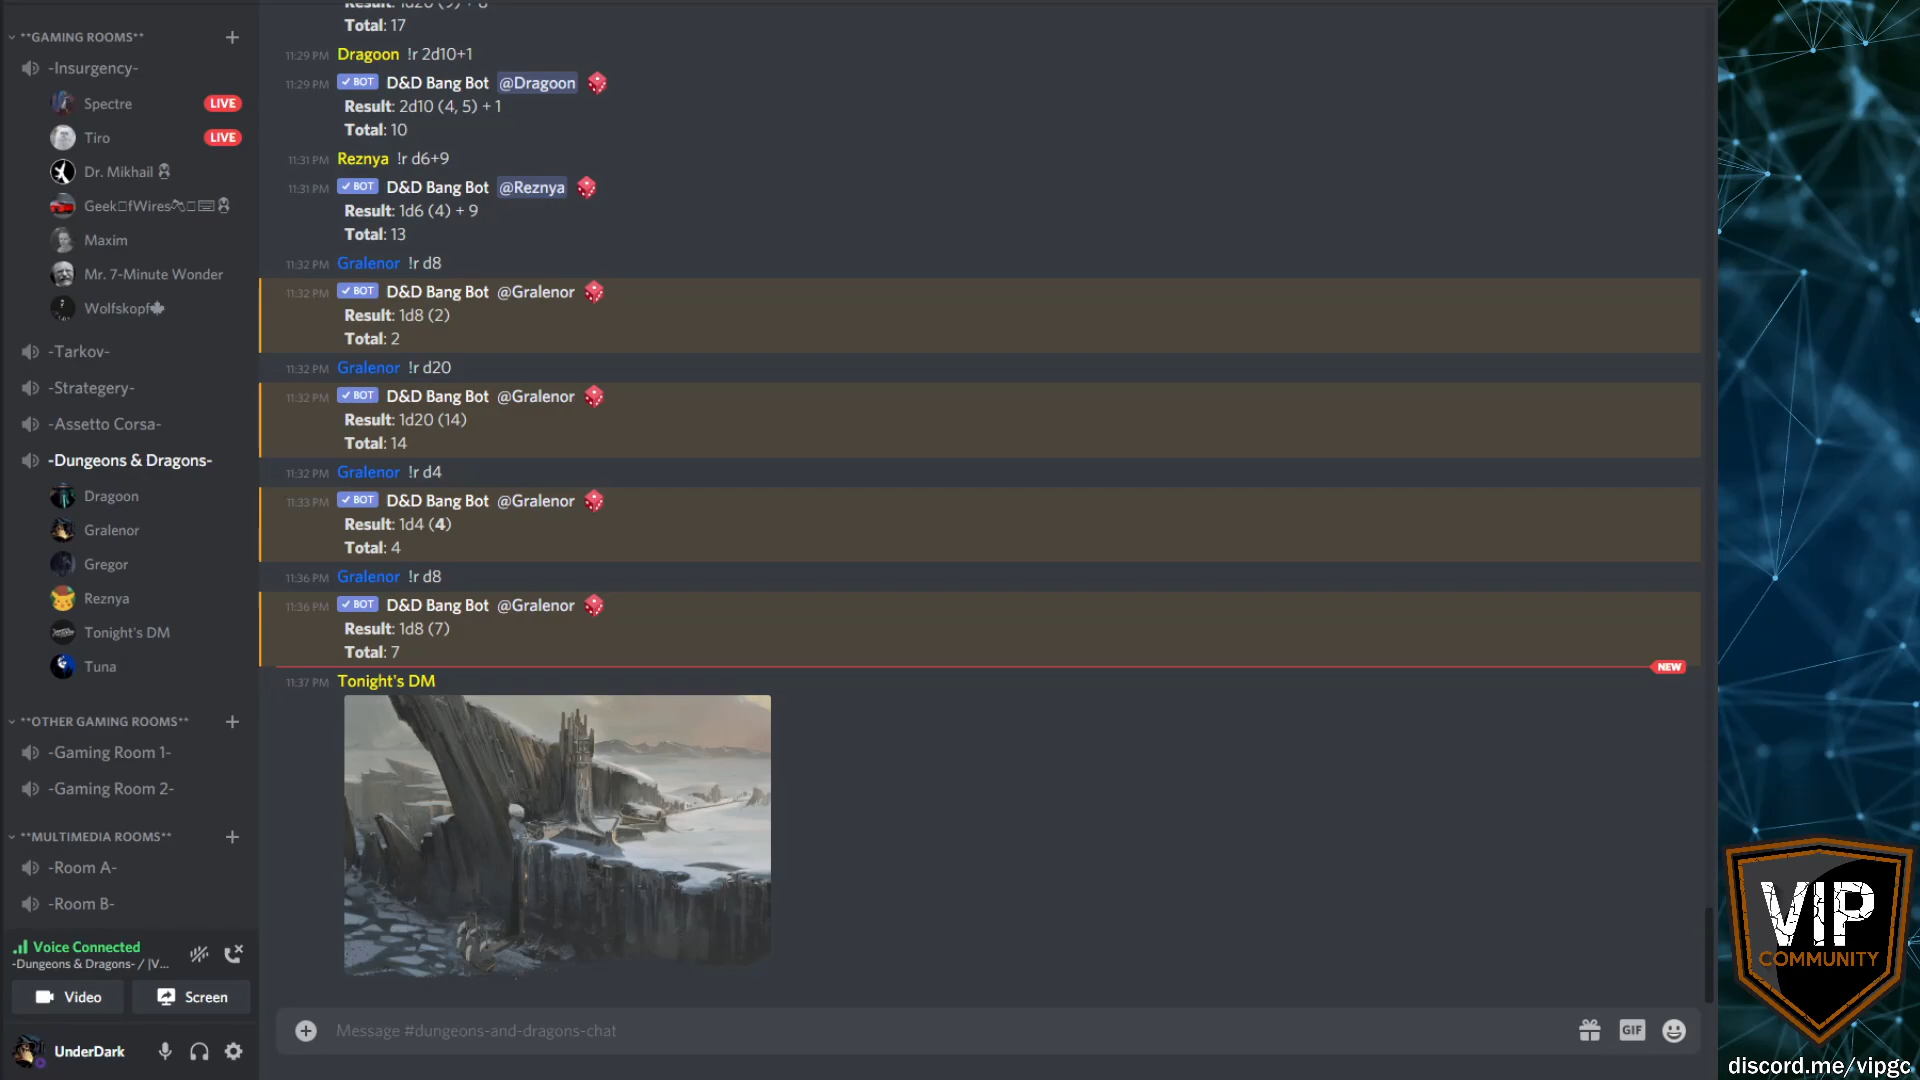 **GAMING ROOMS**
-Insurgency-
Spectre LIVE
Tiro LIVE
Dr. Mikhail
Maxim
Mr. 7-Minute Wonder
Wolfskopf
-Tarkov-
-Strategery-
-Assetto Corsa-
-Dungeons & Dragons-
Dragoon
Gralenor
Gregor
Reznya
Tonight's DM
Tuna
**OTHER GAMING ROOMS**
-Gaming Room 1-
-Gaming Room 2-
**MULTIMEDIA ROOMS**
-Room A-
-Room B-
Voice Connected
-Dungeons & Dragons- / |V...
Video Screen
UnderDark
Total: 17
11:29 PM Dragoon !r 2d10+1
11:29 PM BOT D&D Bang Bot @Dragoon
Result: 2d10 (4, 5) + 1
Total: 10
11:31 PM Reznya !r d6+9
11:31 PM BOT D&D Bang Bot @Reznya
Result: 1d6 (4) + 9
Total: 13
11:32 PM Gralenor !r d8
11:32 PM BOT D&D Bang Bot @Gralenor
Result: 1d8 (2)
Total: 2
11:32 PM Gralenor !r d20
11:32 PM BOT D&D Bang Bot @Gralenor
Result: 1d20 (14)
Total: 14
11:32 PM Gralenor !r d4
11:33 PM BOT D&D Bang Bot @Gralenor
Result: 1d4 (4)
Total: 4
11:36 PM Gralenor !r d8
11:36 PM BOT D&D Bang Bot @Gralenor
Result: 1d8 (7)
Total: 7
NEW
11:37 PM Tonight's DM
Message #dungeons-and-dragons-chat
GIF
VIP
COMMUNITY
discord.me/vipgc